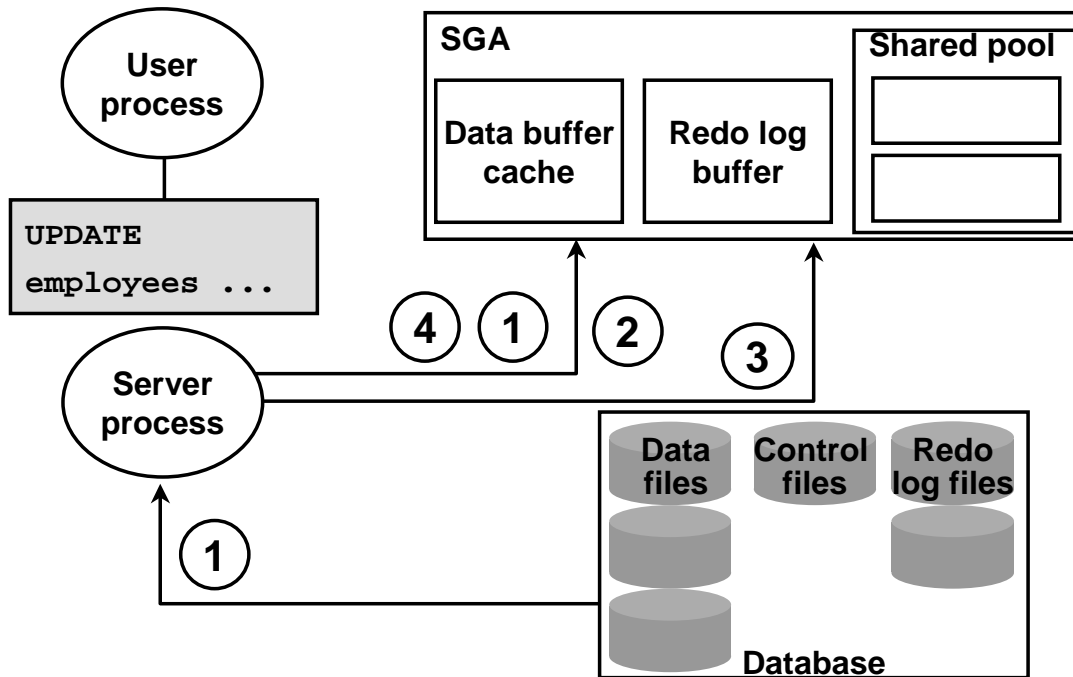 User
process
UPDATE
employees ...
Server
process
SGA
Shared pool
Data buffer
cache
Redo log
buffer
4
1
2
3
1
Data
files
Control
files
Redo
log files
Database